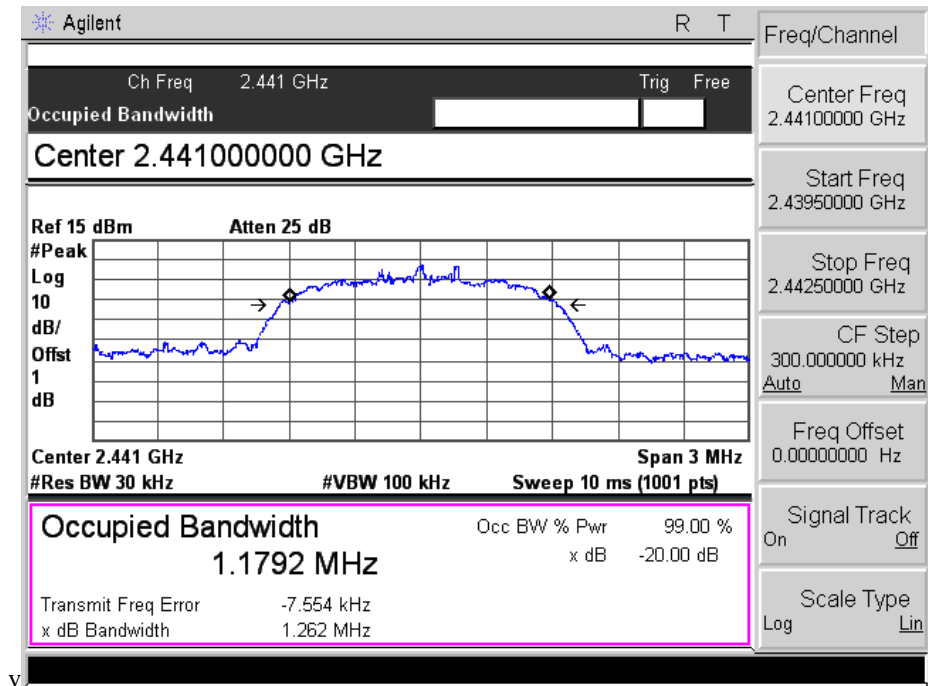 Agilent R T
Freq/Channel
Ch Freq 2.441 GHz Trig Free
Occupied Bandwidth
Center 2.441000000 GHz
Center Freq
2.44100000 GHz
Start Freq
2.43950000 GHz
Stop Freq
2.44250000 GHz
CF Step
300.000000 kHz
Auto Man
Freq Offset
0.00000000 Hz
Signal Track
On Off
Scale Type
Log Lin
Ref 15 dBm Atten 25 dB
#Peak
Log
10
dB/
Offst
1
dB
Center 2.441 GHz Span 3 MHz
#Res BW 30 kHz #VBW 100 kHz Sweep 10 ms (1001 pts)
Occupied Bandwidth Occ BW % Pwr 99.00 %
1.1792 MHz x dB -20.00 dB
Transmit Freq Error -7.554 kHz
x dB Bandwidth 1.262 MHz
v